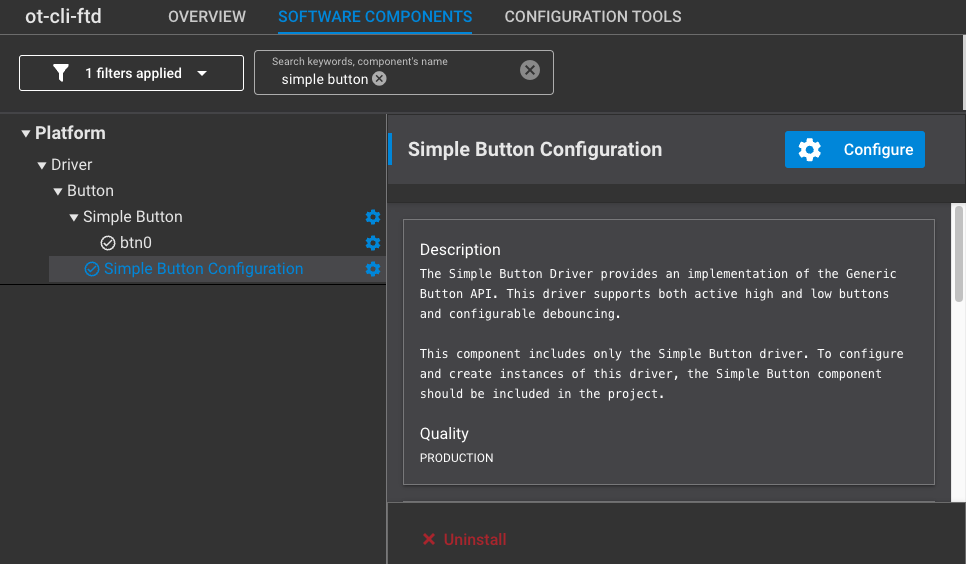 ot-cli-ftd
OVERVIEW
SOFTWARE COMPONENTS
CONFIGURATION TOOLS
1 filters applied
Search keywords, component's name
simple button
Platform
Driver
Button
Simple Button
btn0
Simple Button Configuration
Simple Button Configuration
Configure
Description
The Simple Button Driver provides an implementation of the Generic
Button API. This driver supports both active high and low buttons
and configurable debouncing.
This component includes only the Simple Button driver. To configure
and create instances of this driver, the Simple Button component
should be included in the project.
Quality
PRODUCTION
Uninstall